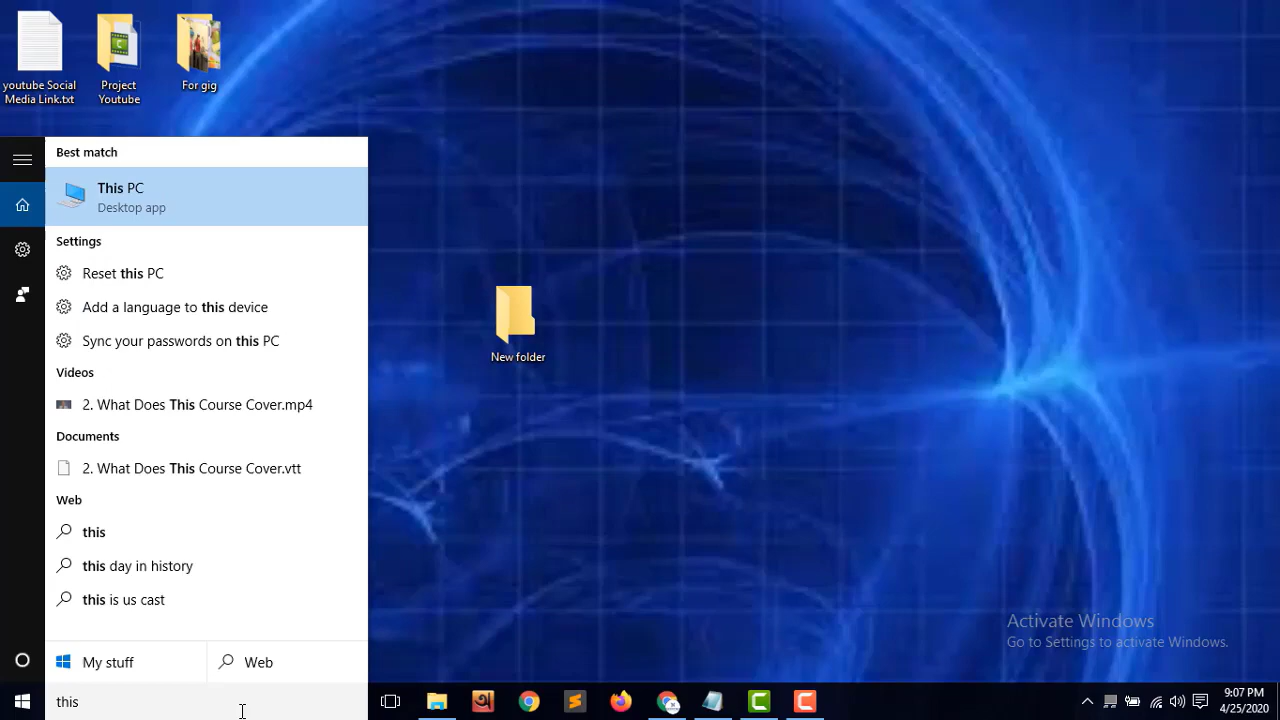 youtube Social
Media Link.txt
Project
Youtube
For gig
Best match
This PC
Desktop app
Settings
Reset this PC
Add a language to this device
Sync your passwords on this PC
Videos
2. What Does This Course Cover.mp4
Documents
2. What Does This Course Cover.vtt
Web
this
this day in history
this is us cast
My stuff
Web
this
New folder
Activate Windows
Go to Settings to activate Windows.
9:07 PM
4/25/2020